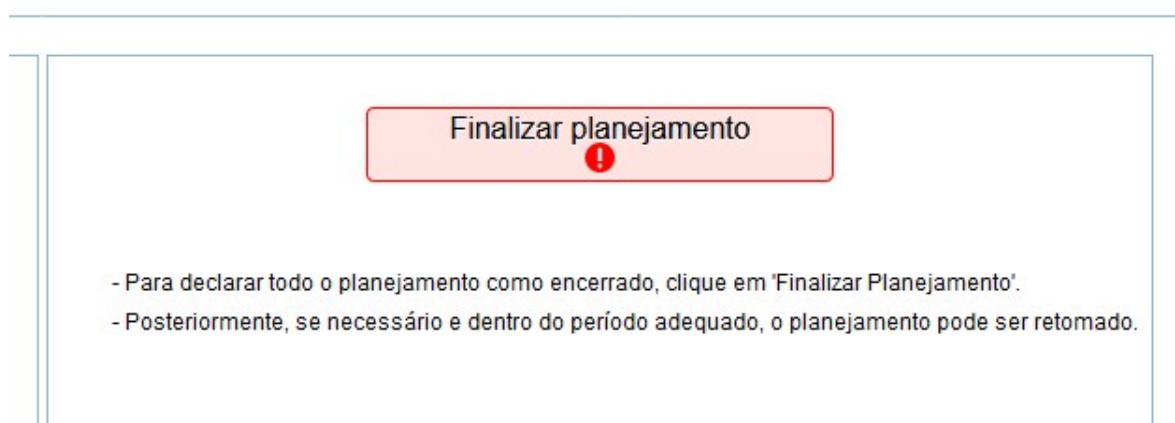 Finalizar planejamento
- Para declarar todo o planejamento como encerrado, clique em 'Finalizar Planejamento'.
- Posteriormente, se necessário e dentro do período adequado, o planejamento pode ser retomado.